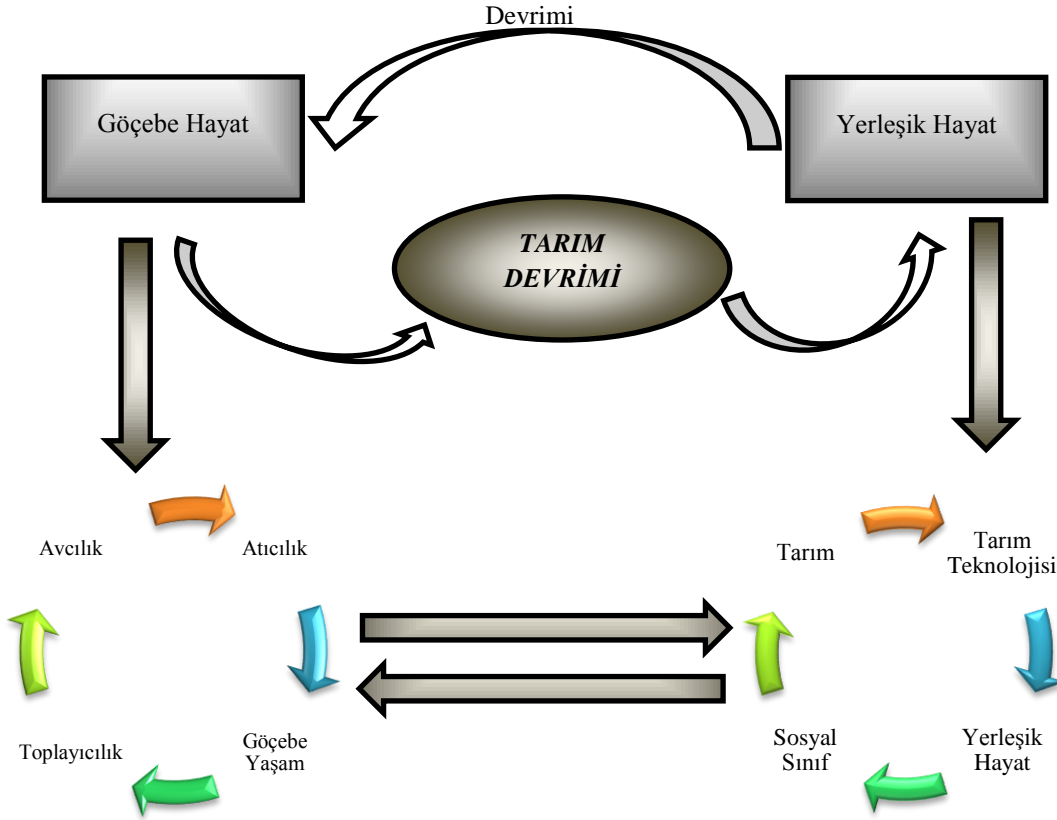 Devrimi
Göçebe Hayat
Yerleşik Hayat
TARIM
DEVRİMİ
Avcılık
Atıcılık
Göçebe
Yaşam
Toplayıcılık
Tarım
Tarım
Teknolojisi
Yerleşik
Hayat
Sosyal
Sınıf